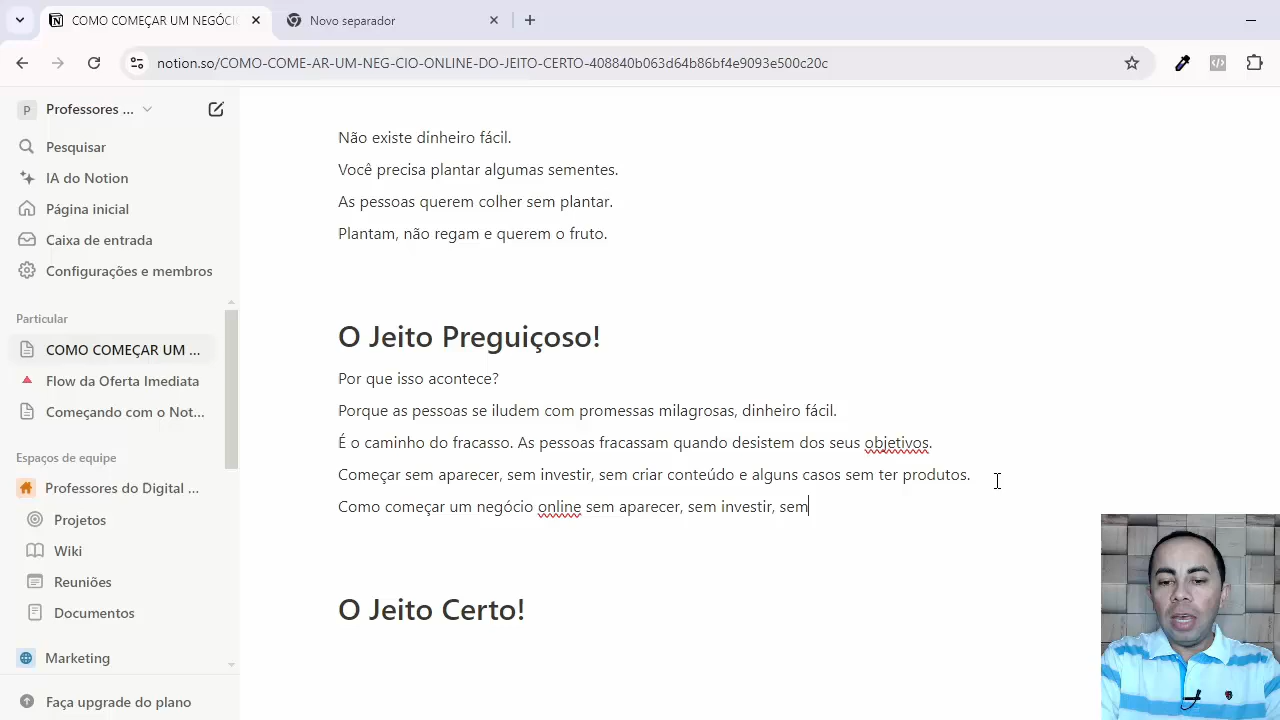 COMO COMEÇAR UM NEGÓCI
Novo separador
notion.so/COMO-COME-AR-UM-NEG-CIO-ONLINE-DO-JEITO-CERTO-408840b063d64b86bf4e9093e500c20c
P Professores ...
Pesquisar
IA do Notion
Página inicial
Caixa de entrada
Configurações e membros
Particular
COMO COMEÇAR UM ...
Flow da Oferta Imediata
Começando com o Not...
Espaços de equipe
Professores do Digital ...
Projetos
Wiki
Reuniões
Documentos
Marketing
Faça upgrade do plano
Não existe dinheiro fácil.
Você precisa plantar algumas sementes.
As pessoas querem colher sem plantar.
Plantam, não regam e querem o fruto.
O Jeito Preguiçoso!
Por que isso acontece?
Porque as pessoas se iludem com promessas milagrosas, dinheiro fácil.
É o caminho do fracasso. As pessoas fracassam quando desistem dos seus objetivos.
Começar sem aparecer, sem investir, sem criar conteúdo e alguns casos sem ter produtos.
Como começar um negócio online sem aparecer, sem investir, sem
O Jeito Certo!